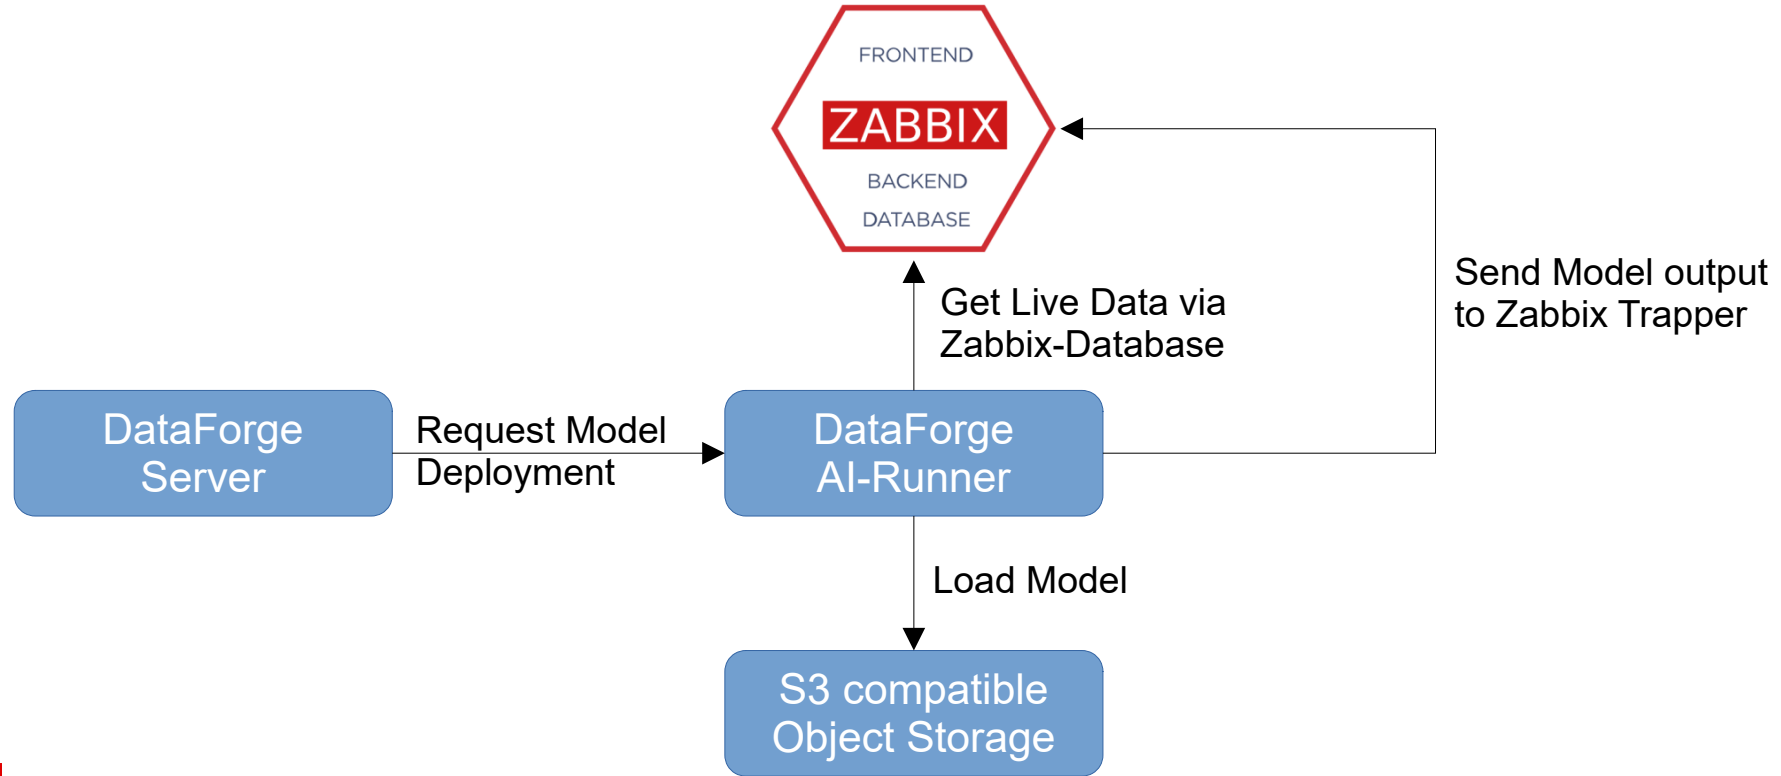 FRONTEND
ZABBIX
BACKEND
DATABASE
Send Model output
to Zabbix Trapper
Get Live Data via
Zabbix-Database
DataForge
Server
Request Model
Deployment
DataForge
AI-Runner
Load Model
S3 compatible
Object Storage